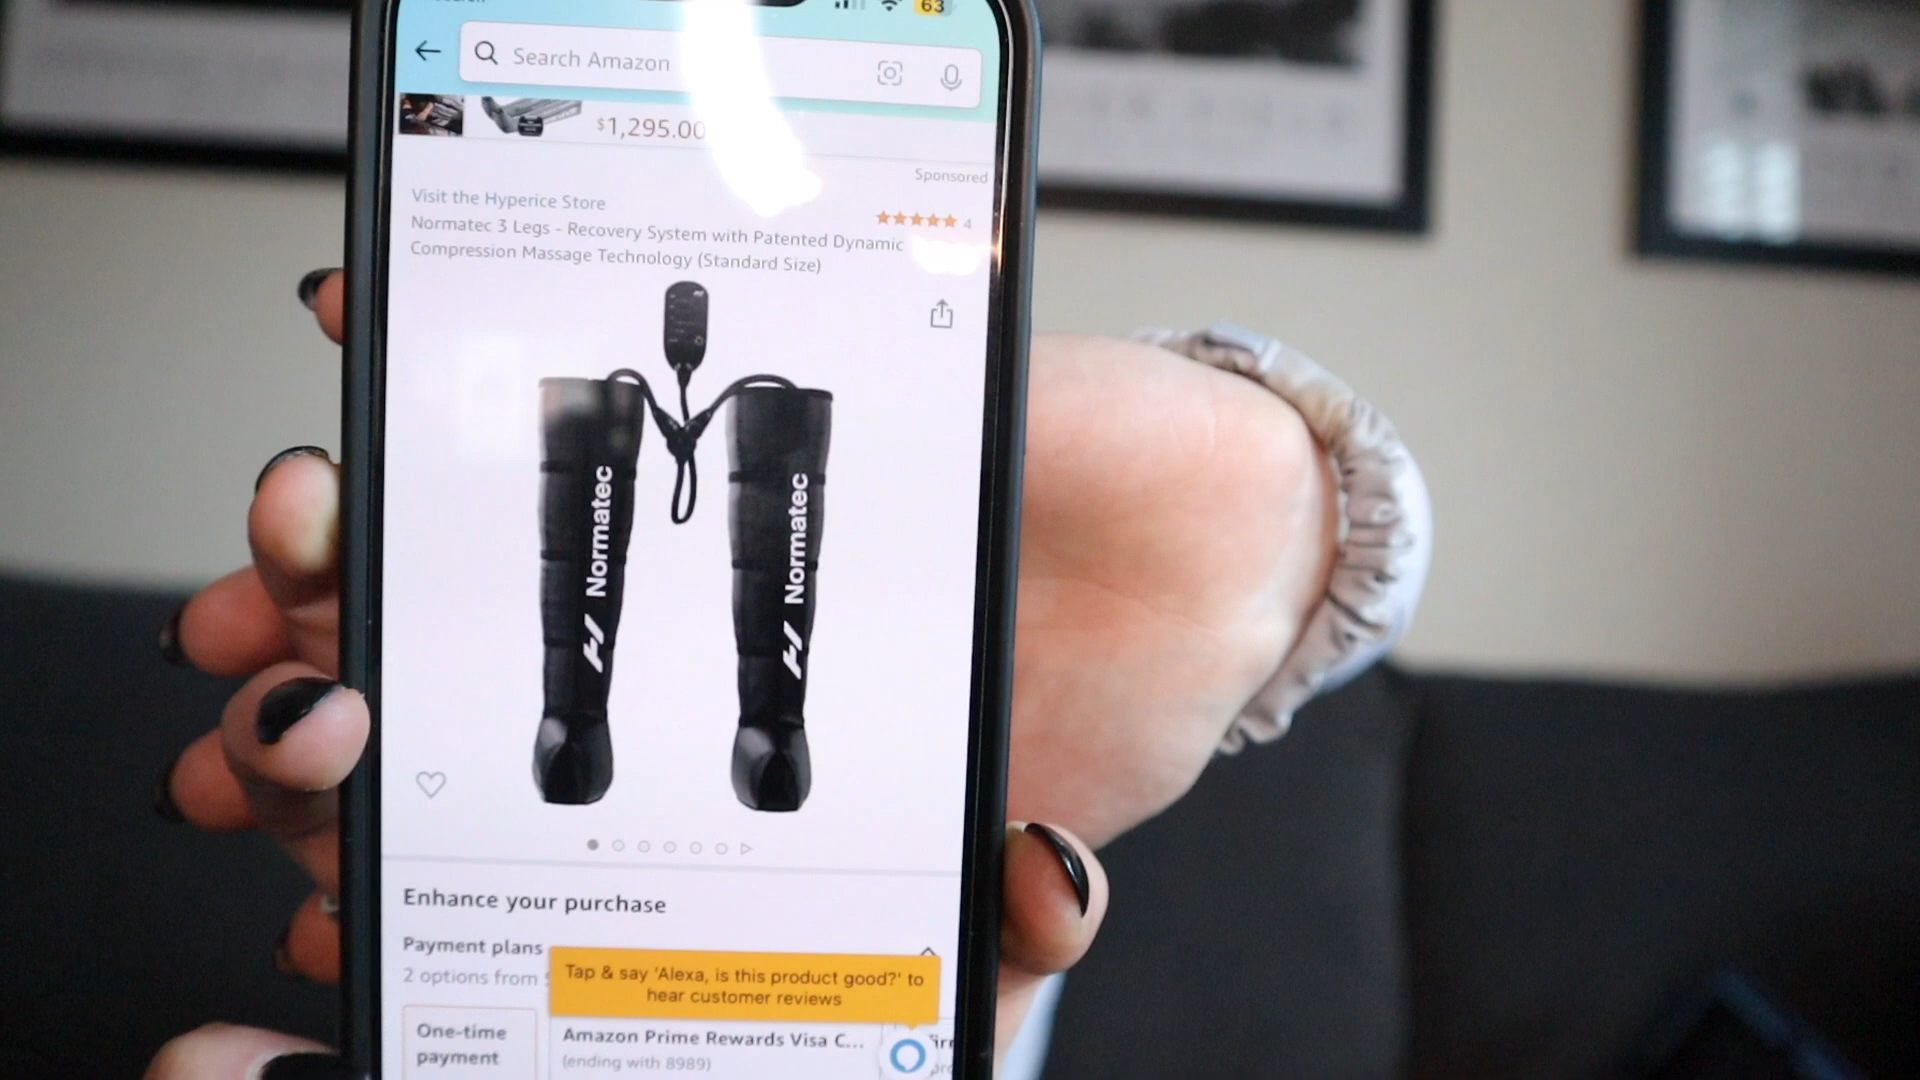 63
Search Amazon
$1,295.00
Sponsored
Visit the Hyperice Store
4
Normatec 3 Legs - Recovery System with Patented Dynamic
Compression Massage Technology (Standard Size)
Normatec
Normatec
Enhance your purchase
Payment plans
2 options from
Tap & say 'Alexa, is this product good?' to
hear customer reviews
One-time
payment
Amazon Prime Rewards Visa C...
(ending with 8989)